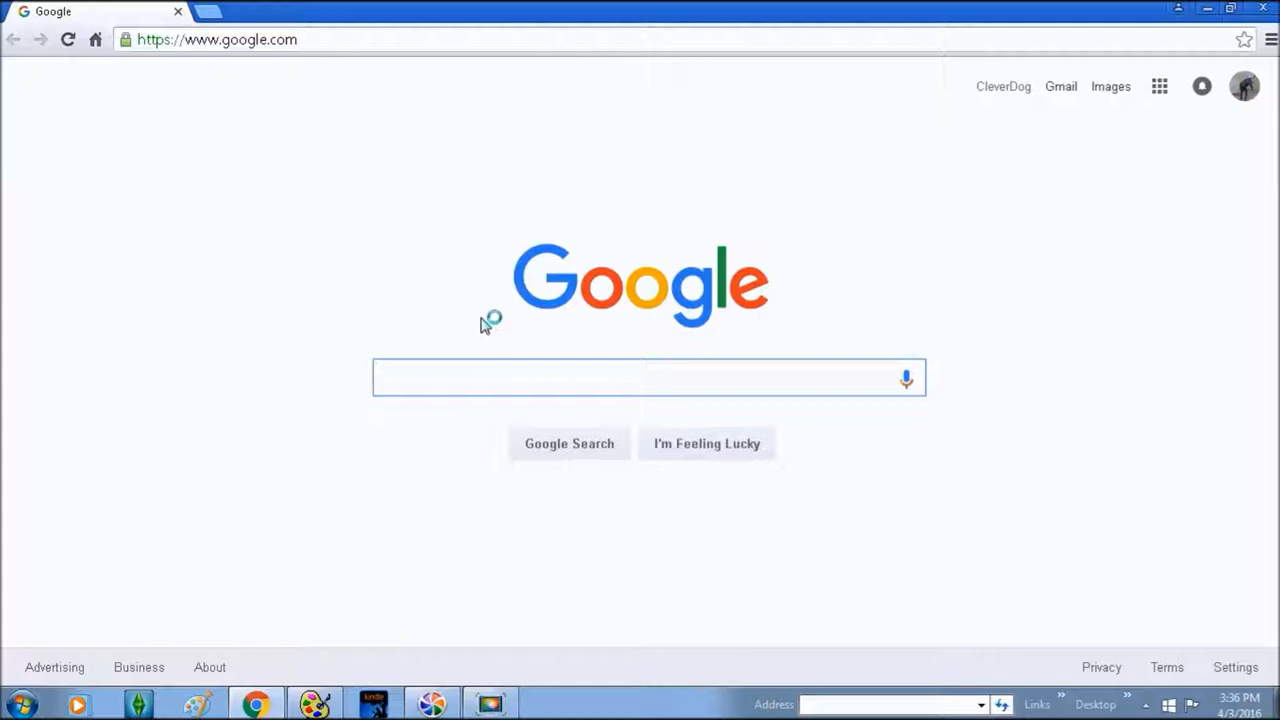 Google
https://www.google.com
CleverDog Gmail Images
Google
Google Search I'm Feeling Lucky
Advertising Business About Privacy Terms Settings
kindle
Address Links » Desktop » 3:36 PM
4/3/2016